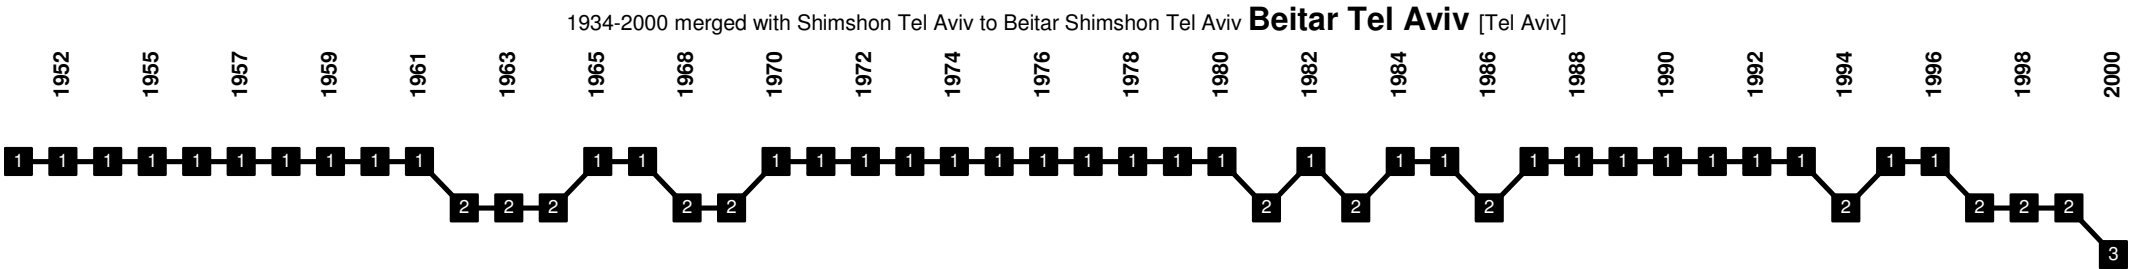 1934-2000 merged with Shimshon Tel Aviv to Beitar Shimshon Tel Aviv Beitar Tel Aviv [Tel Aviv]
1952 1955 1957 1959 1961 1963 1965 1968 1970 1972 1974 1976 1978 1980 1982 1984 1986 1988 1990 1992 1994 1996 1998 2000
1 1 1 1 1 1 1 1 1 1 1 1 1 1 1 1 1 1 1 1 1 1 1 1 1 1 1 1 1 1 1 1 1 1 1
2 2 2 2 2 2 2 2 2 2 2 2
3